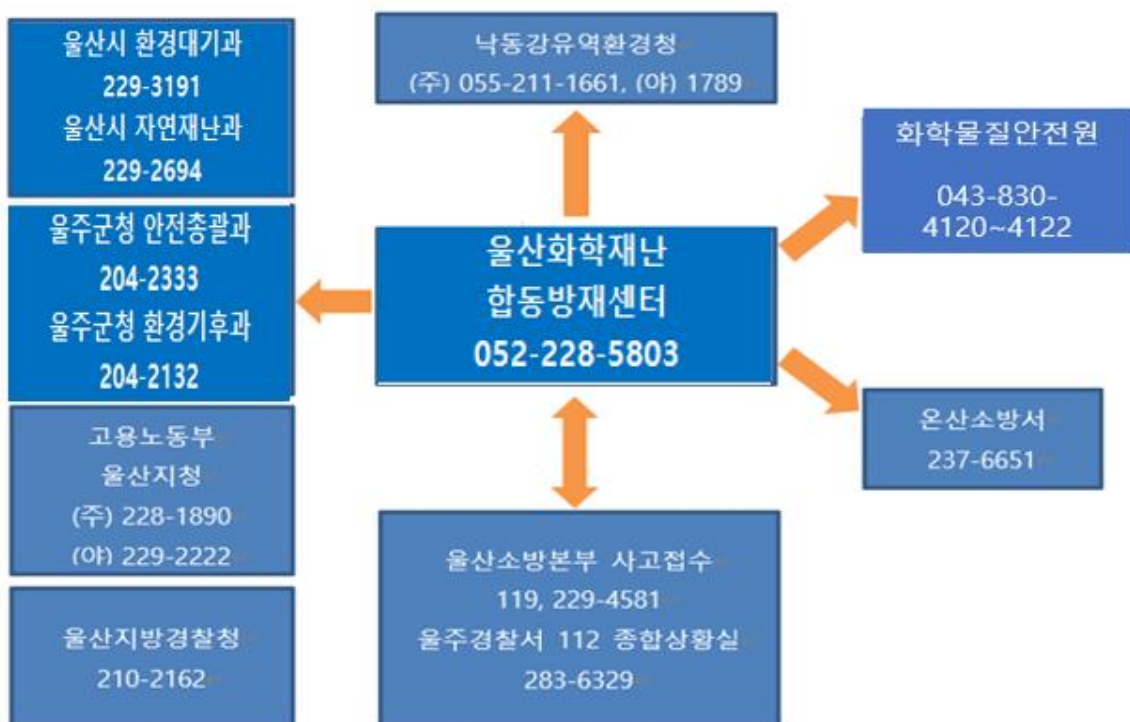 울산시 환경대기과
229-3191
울산시 자연재난과
229-2694
울주군청 안전총괄과
204-2333
울주군청 환경기후과
204-2132
고용노동부
울산지청
(주) 228-1890
(야) 229-2222
울산지방경찰청
210-2162
낙동강유역환경청
(주) 055-211-1661, (야) 1789
울산화학재난
합동방재센터
052-228-5803
울산소방본부 사고접수
119, 229-4581
울주경찰서 112 종합상황실
283-6329
화학물질안전원
043-830-
4120~4122
온산소방서
237-6651